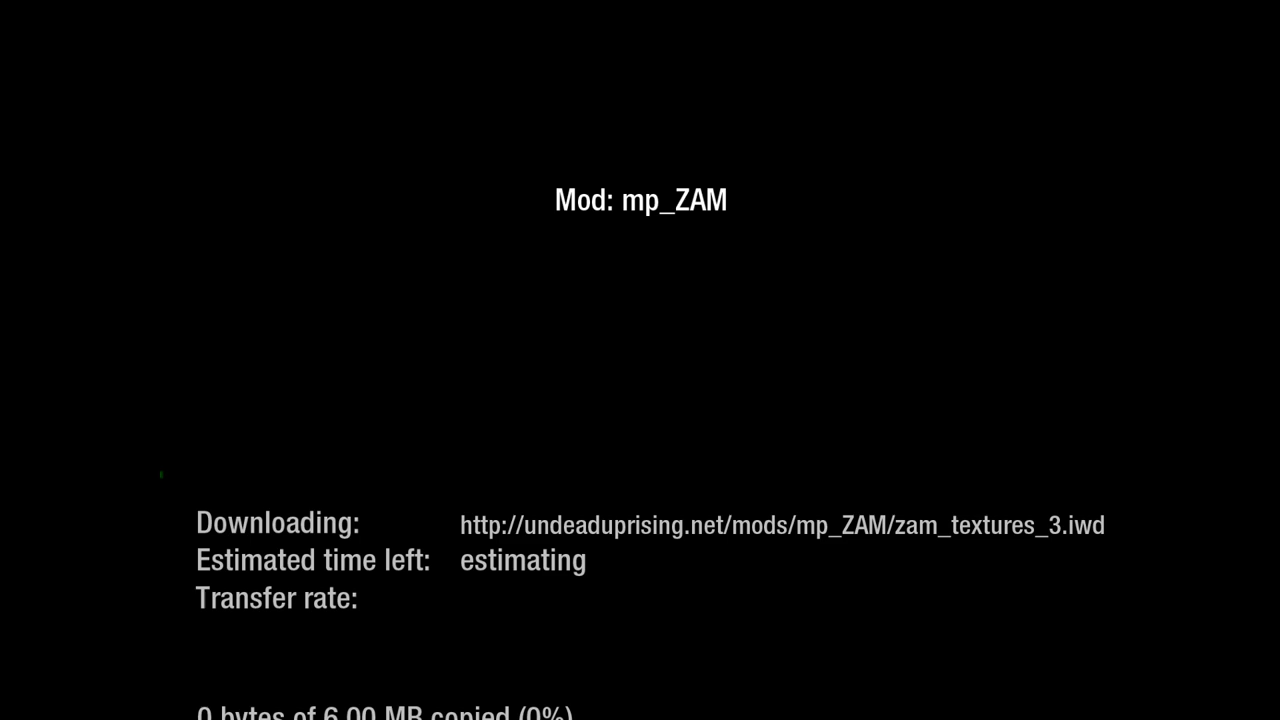 Mod: mp_ZAM
Downloading: http://undeaduprising.net/mods/mp_ZAM/zam_textures_3.iwd
Estimated time left: estimating
Transfer rate:
0 bytes of 6.00 MB copied (0%)